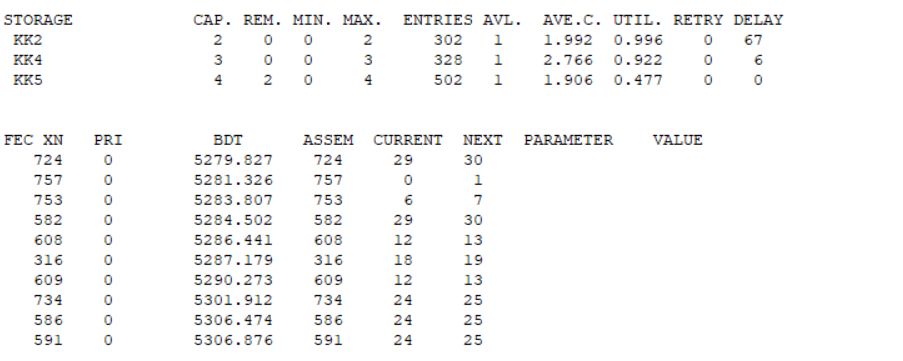 STORAGE CAP. REM. MIN. MAX. ENTRIES AVL. AVE.C. UTIL. RETRY DELAY
KK2 2 0 0 2 302 1 1.992 0.996 0 67
KK4 3 0 0 3 328 1 2.766 0.922 0 6
KK5 4 2 0 4 502 1 1.906 0.477 0 0
FEC XN PRI BDT ASSEM CURRENT NEXT PARAMETER VALUE
724 0 5279.827 724 29 30
757 0 5281.326 757 0 1
753 0 5283.807 753 6 7
582 0 5284.502 582 29 30
608 0 5286.441 608 12 13
316 0 5287.179 316 18 19
609 0 5290.273 609 12 13
734 0 5301.912 734 24 25
586 0 5306.474 586 24 25
591 0 5306.876 591 24 25